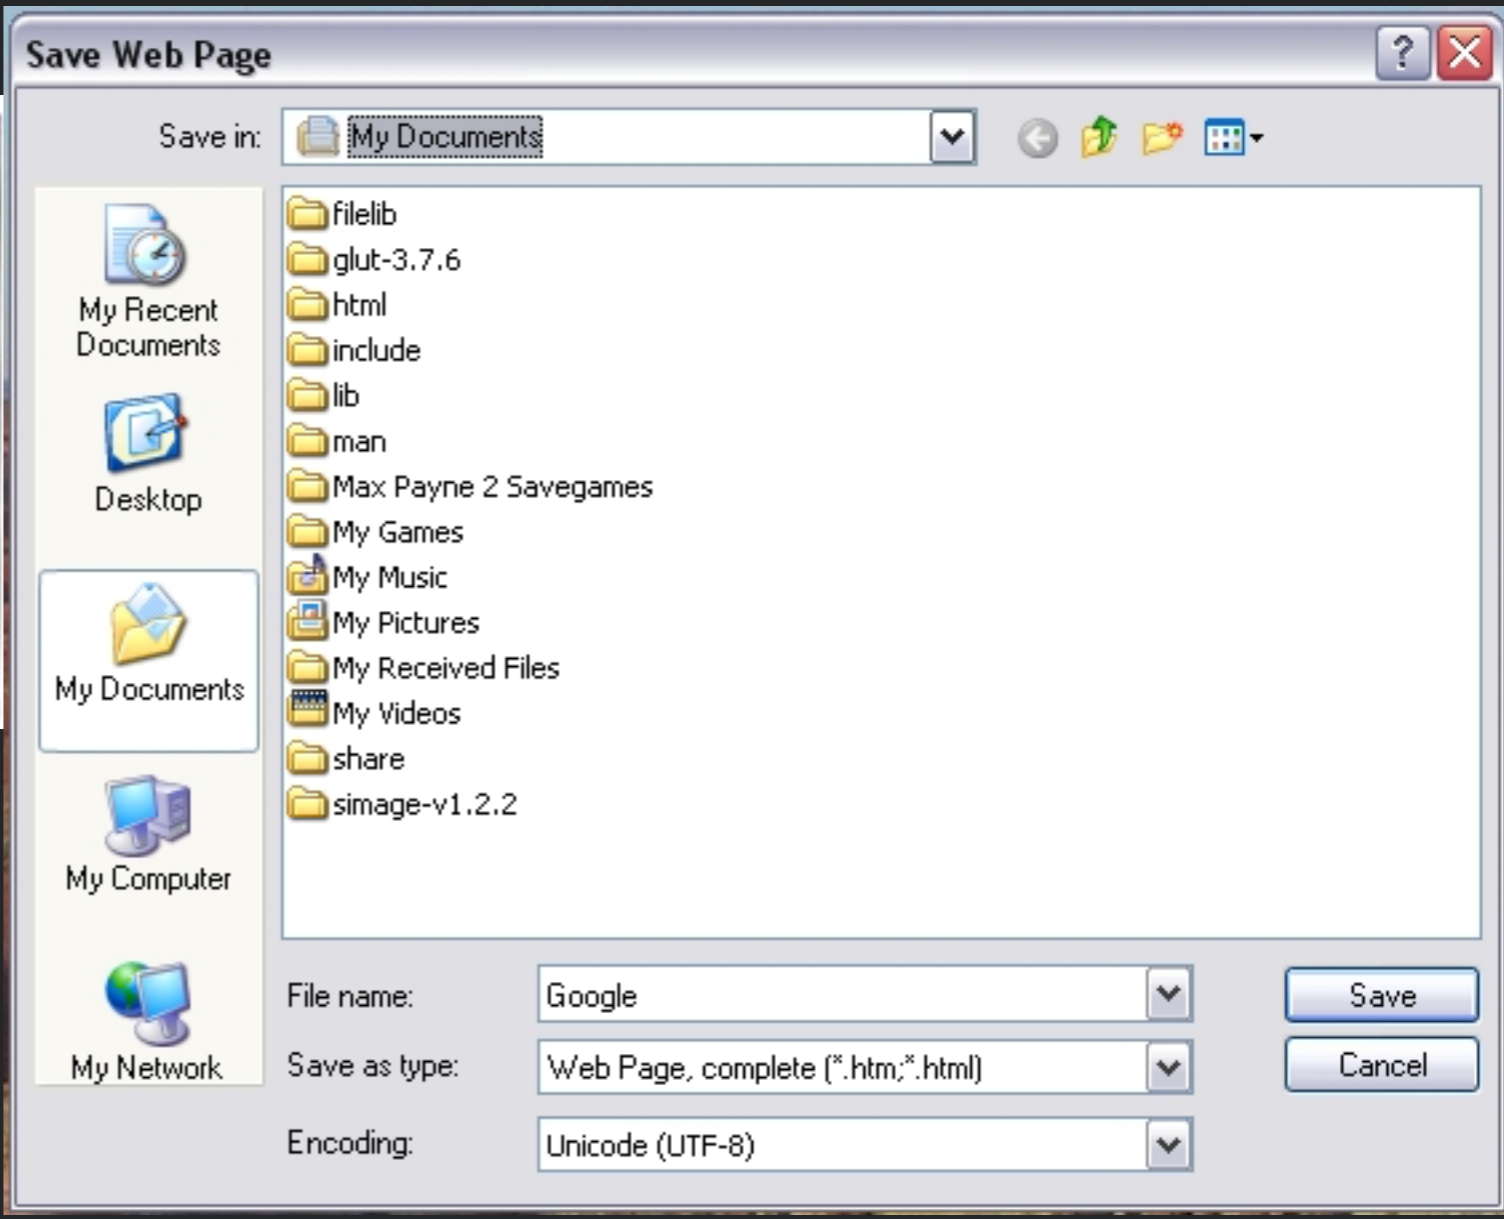 Save Web Page
?
Save in:
My Documents
My Recent
Documents
Desktop
My Documents
My Computer
My Network
filelib
glut-3.7.6
html
include
lib
man
Max Payne 2 Savegames
My Games
My Music
My Pictures
My Received Files
My Videos
share
simage-v1.2.2
File name:
Google
Save
Save as type:
Web Page, complete (*.htm;*.html)
Cancel
Encoding:
Unicode (UTF-8)